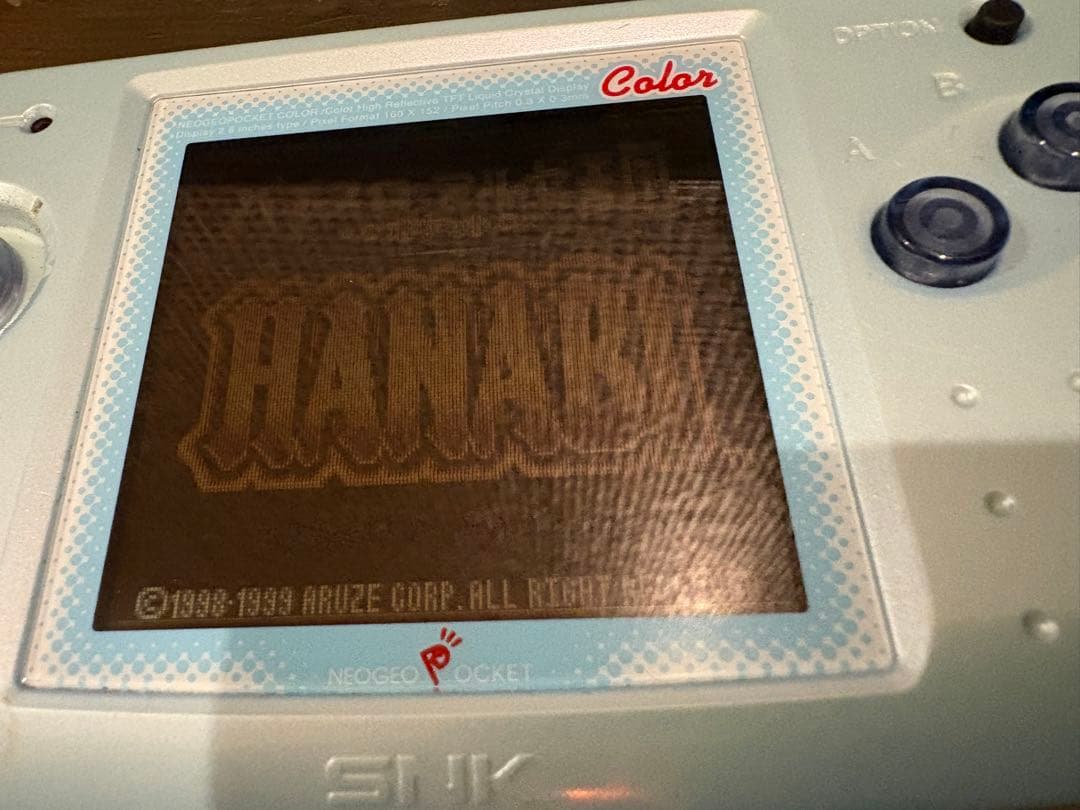 OPTION
Color
NEOGEOPOCKET COLOR/Color High Reflective TFT Liquid Crystal Display
Display 2.6 inches type / Pixel Format 160 X 152 / Pixel Pitch 0.3 X 0.3mm
B
A
HANABI
©1998-1999 ARUZE CORP. ALL RIGHT
NEOGEO POCKET
SNK